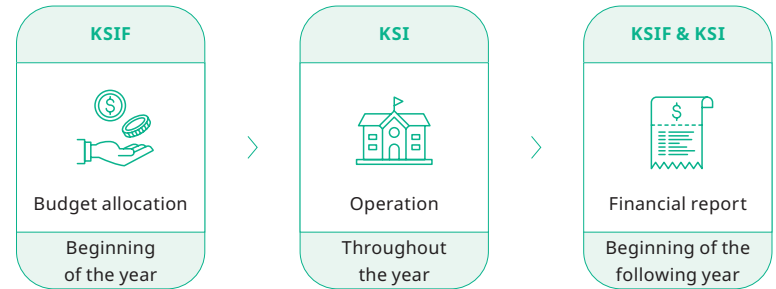 KSIF
Budget allocation
Beginning
of the year
KSI
Operation
Throughout
the year
KSIF & KSI
$
$
Financial report
Beginning of the
following year